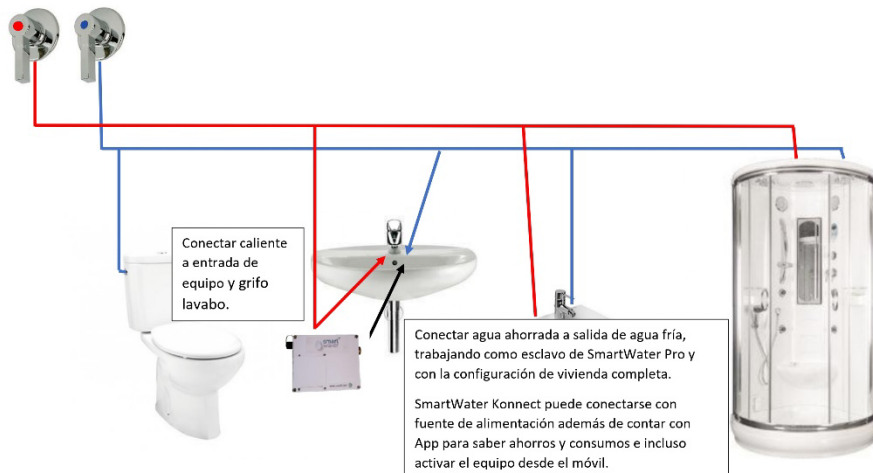 Conectar caliente
a entrada de
equipo y grifo
lavabo.
Conectar agua ahorrada a salida de agua fría,
trabajando como esclavo de SmartWater Pro y
con la configuración de vivienda completa.
SmartWater Konnect puede conectarse con
fuente de alimentación además de contar con
App para saber ahorros y consumos e incluso
activar el equipo desde el móvil.